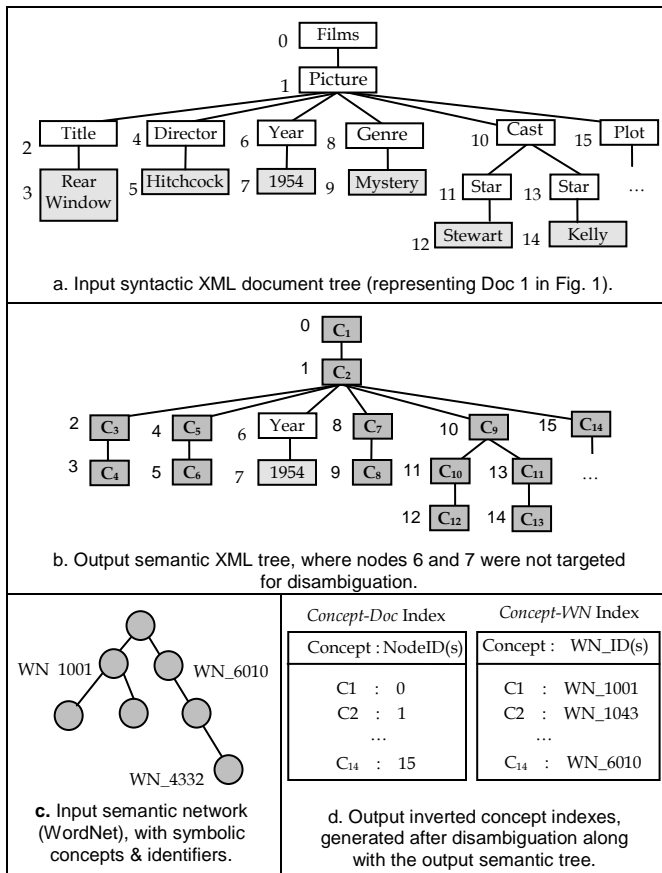 0 Films
1 Picture
2 Title 4 Director 6 Year 8 Genre 10 Cast 15 Plot
3 Rear Window 5 Hitchcock 7 1954 9 Mystery 11 Star 13 Star ...
12 Stewart 14 Kelly
a. Input syntactic XML document tree (representing Doc 1 in Fig. 1).
0 C1
1 C2
2 C3 4 C5 6 Year 8 C7 10 C9 15 C14
3 C4 5 C6 7 1954 9 C8 11 C10 13 C11 ...
12 C12 14 C13
b. Output semantic XML tree, where nodes 6 and 7 were not targeted
for disambiguation.
WN 1001
WN_6010
WN_4332
c. Input semantic network
(WordNet), with symbolic
concepts & identifiers.
Concept-Doc Index
Concept : NodeID(s)
C1 : 0
C2 : 1
...
C14 : 15
Concept-WN Index
Concept : WN_ID(s)
C1 : WN_1001
C2 : WN_1043
...
C14 : WN_6010
d. Output inverted concept indexes,
generated after disambiguation along
with the output semantic tree.